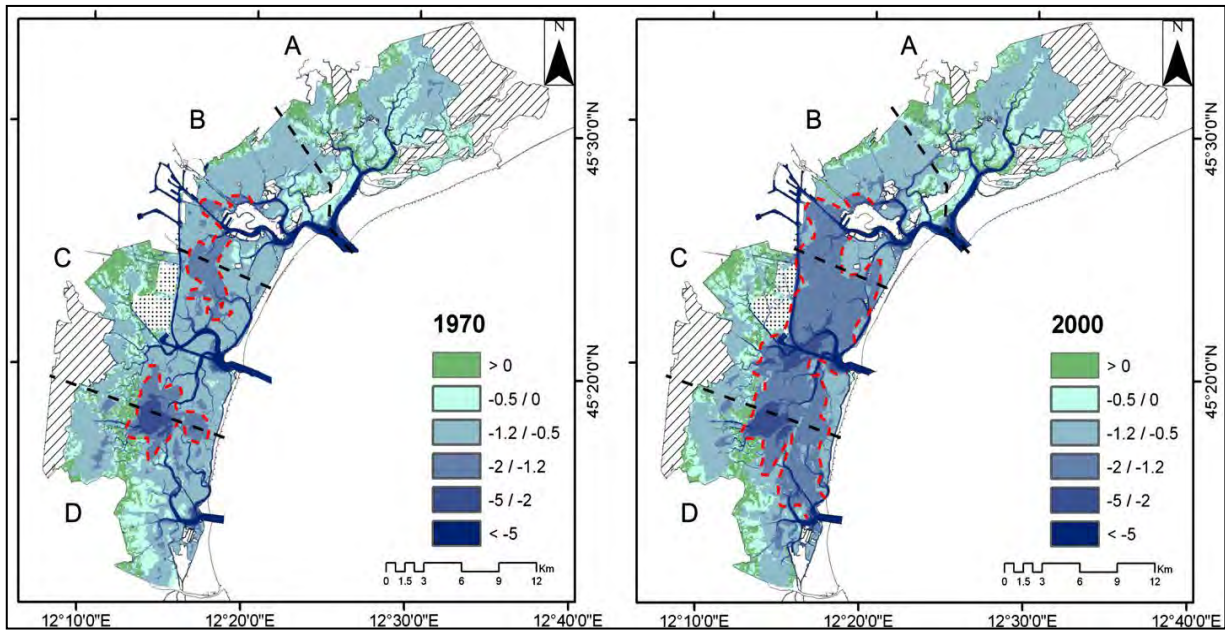 N
A
B
C
D
1970
> 0
-0.5 / 0
-1.2 / -0.5
-2 / -1.2
-5 / -2
< -5
Km
0 1.5 3 6 9 12
45°30'0"N
45°20'0"N
12°10'0"E 12°20'0"E 12°30'0"E 12°40'0"E
N
A
B
C
D
2000
> 0
-0.5 / 0
-1.2 / -0.5
-2 / -1.2
-5 / -2
< -5
Km
0 1.5 3 6 9 12
45°30'0"N
45°20'0"N
12°10'0"E 12°20'0"E 12°30'0"E 12°40'0"E